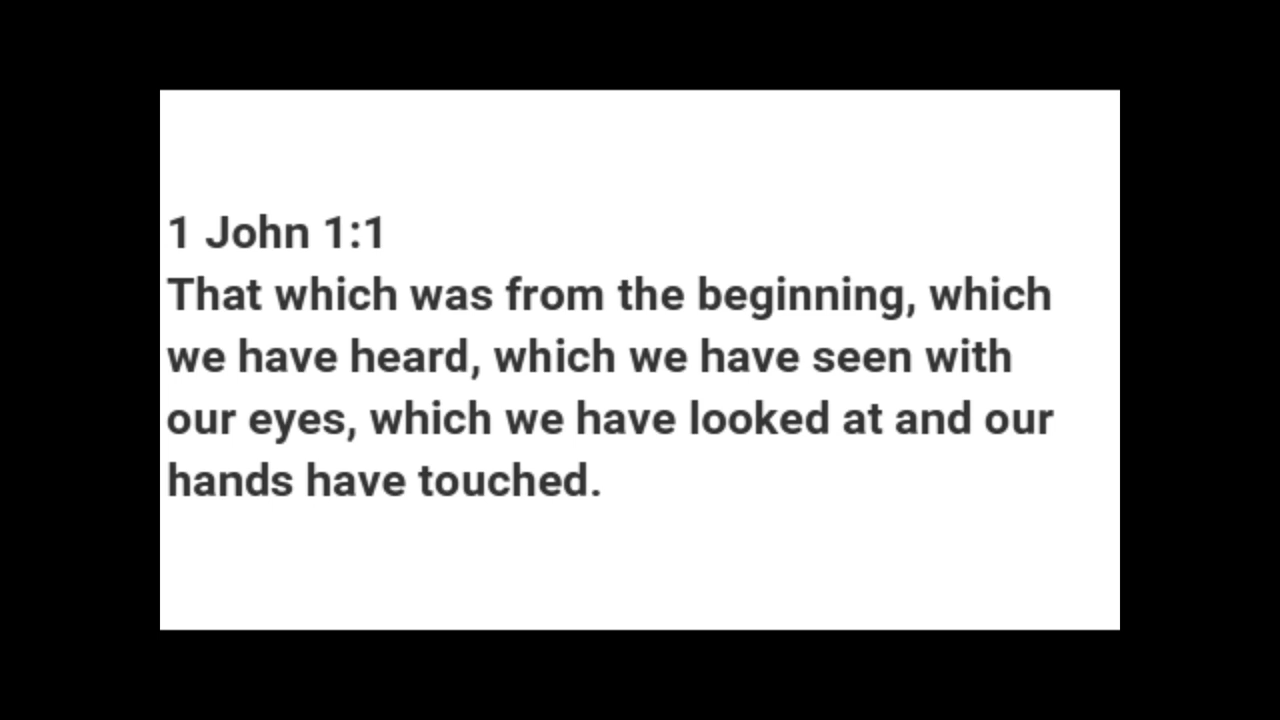 1 John 1:1
That which was from the beginning, which
we have heard, which we have seen with
our eyes, which we have looked at and our
hands have touched.